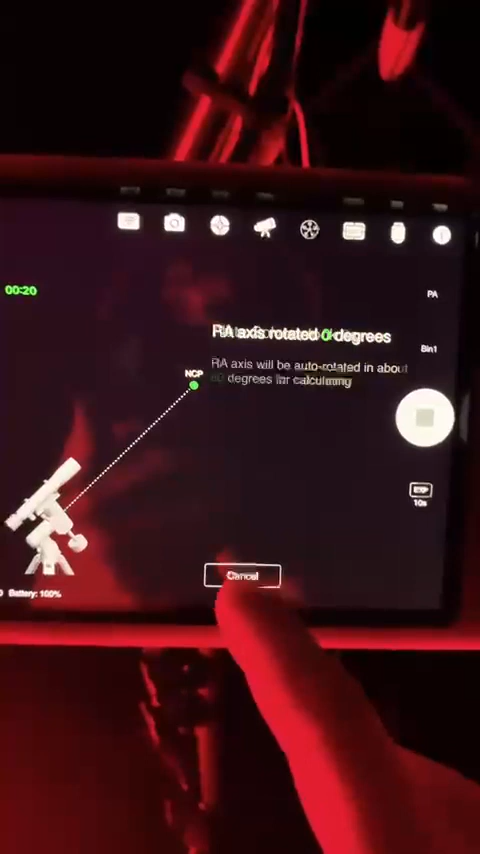 00:20
PA
RA axis rotated 0 degrees
Bin1
RA axis will be auto-rotated in about
60 degrees for calculating
NCP
EXP
10s
Cancel
Battery: 100%